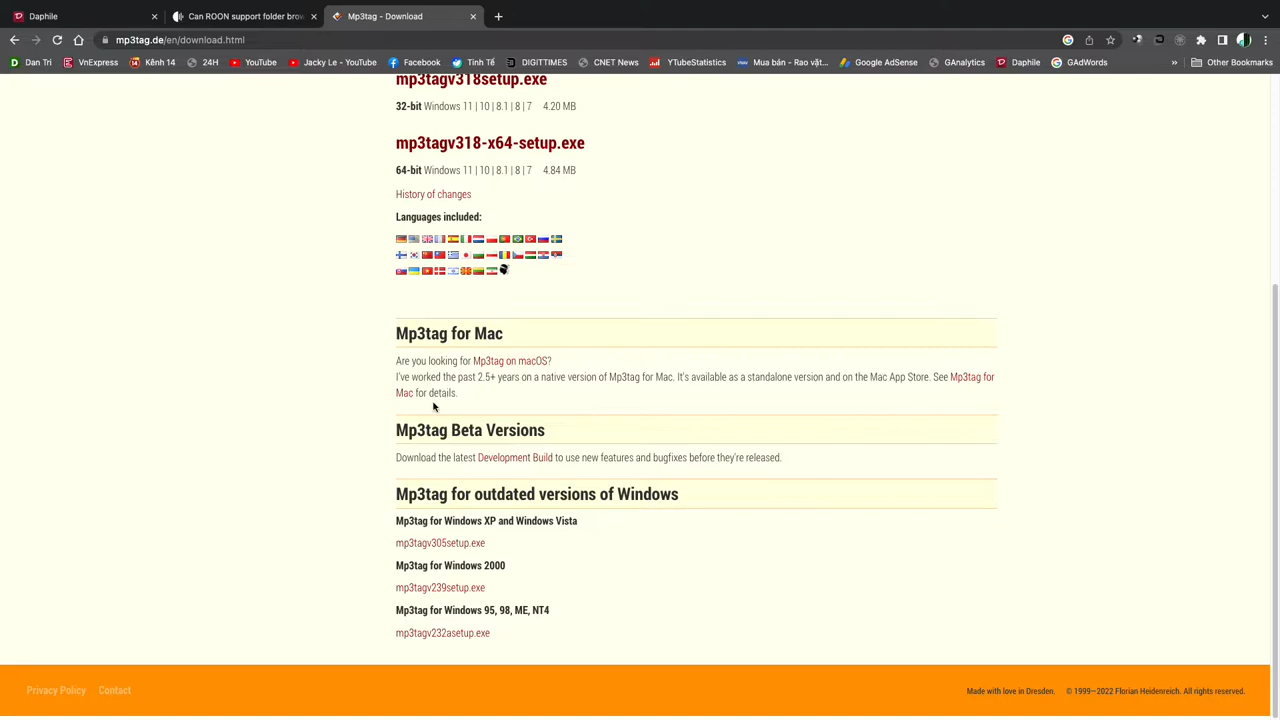 Daphile
Can ROON support folder brow
Mp3tag – Download
mp3tag.de/en/download.html
Dan Tri
ExpressVPN
Kênh 14
24H
YouTube
Jacky Le - YouTube
Facebook
Tinh Tế
DIGITTIMES
CNET News
YTubeStatistics
Mua bán – Rao vặt...
Google AdSense
Daphile
GAnalytics
GAdWords
mp3tagv318setup.exe
32-bit Windows 11 | 10 | 8.1 | 8 | 7 4.20 MB
mp3tagv318-x64-setup.exe
64-bit Windows 11 | 10 | 8.1 | 8 | 7 4.84 MB
History of changes
Languages included:
Mp3tag for Mac
Are you looking for Mp3tag on macOS?
I've worked the past 2.5+ years on a native version of Mp3tag for Mac. It's available as a standalone version and on the Mac App Store. See Mp3tag for
Mac for details.
Mp3tag Beta Versions
Download the latest Development Build to use new features and bugfixes before they're released.
Mp3tag for outdated versions of Windows
Mp3tag for Windows XP and Windows Vista
mp3tagv305setup.exe
Mp3tag for Windows 2000
mp3tagv239setup.exe
Mp3tag for Windows 95, 98, ME, NT4
mp3tagv232asetup.exe
Privacy Policy Contact
Made with love in Dresden. © 1999—2022 Florian Heidenreich. All rights reserved.